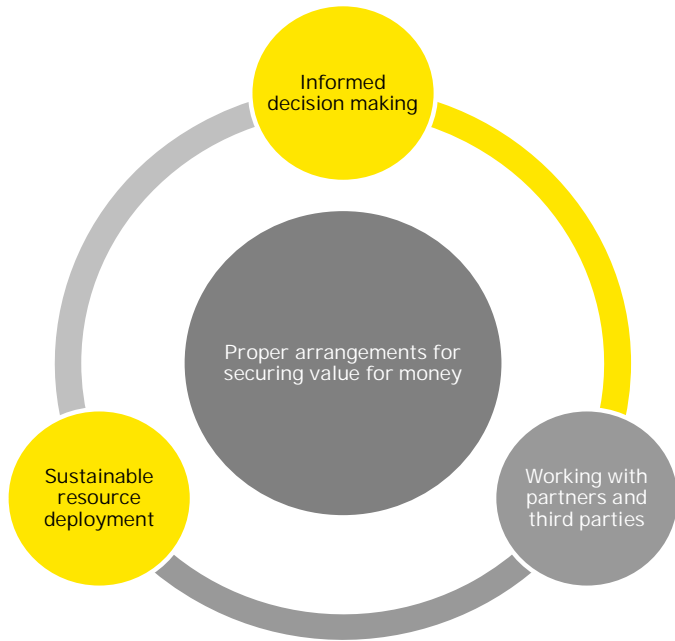 Informed
decision making
Proper arrangements for
securing value for money
Sustainable
resource
deployment
Working with
partners and
third parties